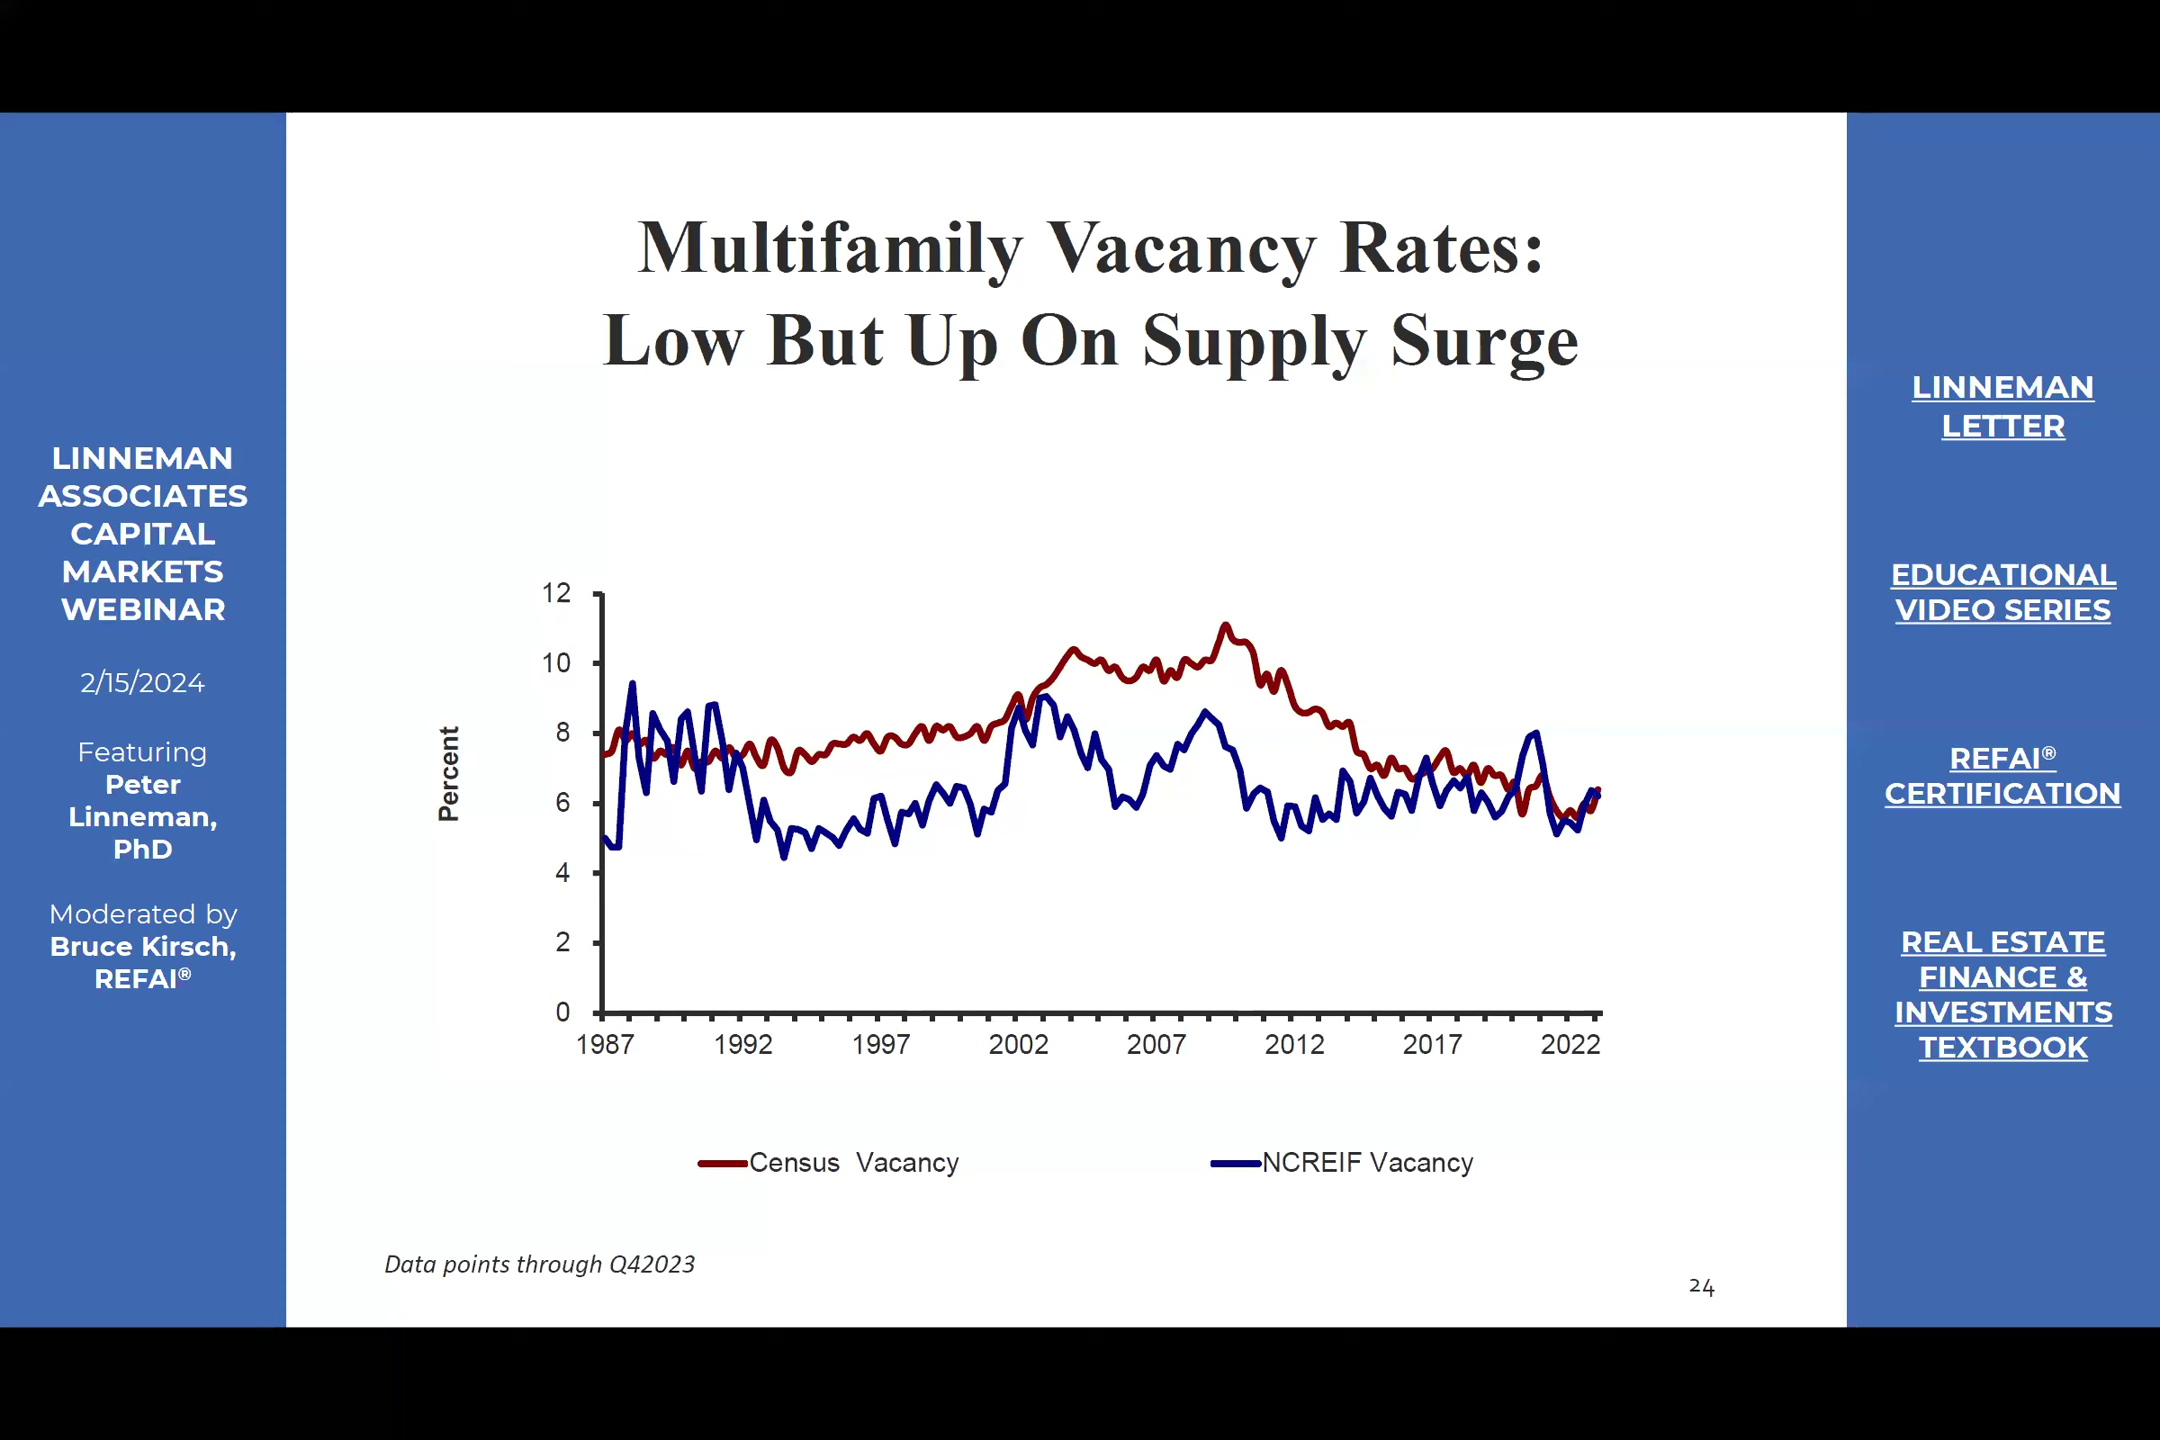 Multifamily Vacancy Rates:
Low But Up On Supply Surge
LINNEMAN
ASSOCIATES
CAPITAL
MARKETS
WEBINAR
2/15/2024
Featuring
Peter
Linneman,
PhD
Moderated by
Bruce Kirsch,
REFAI®
Percent
12
10
8
6
4
2
0
1987 1992 1997 2002 2007 2012 2017 2022
Census Vacancy
NCREIF Vacancy
Data points through Q42023
24
LINNEMAN
LETTER
EDUCATIONAL
VIDEO SERIES
REFAI®
CERTIFICATION
REAL ESTATE
FINANCE &
INVESTMENTS
TEXTBOOK